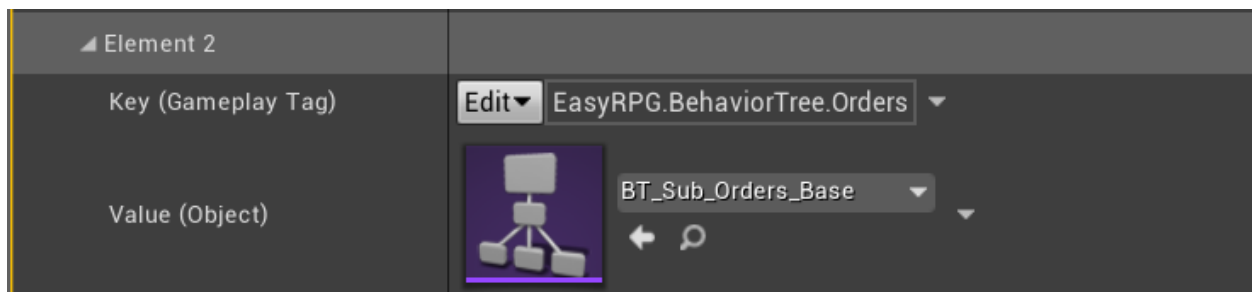 Element 2
Key (Gameplay Tag) Edit EasyRPG.BehaviorTree.Orders
Value (Object) BT_Sub_Orders_Base